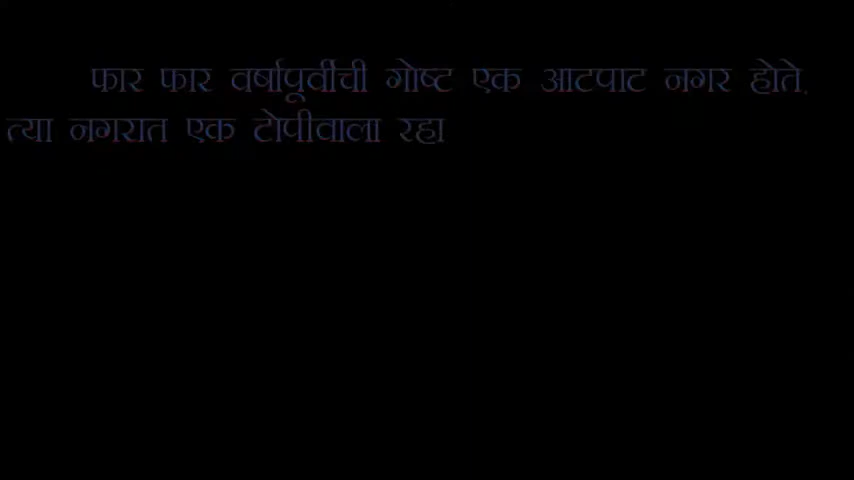 फार फार वर्षापूर्वीची गोष्ट एक आटपाट नगर होते.
त्या नगरात एक टोपीवाला रहा